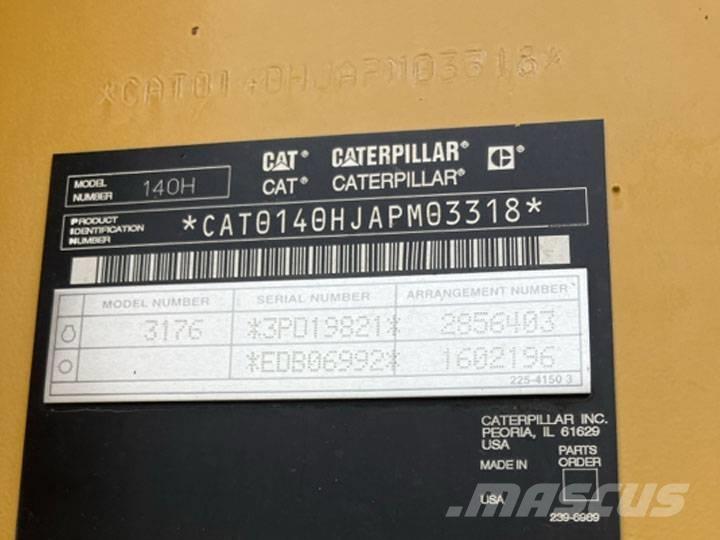 *CAT0140HJAPM03318*
CAT® CATERPILLAR® C®
MODEL NUMBER 140H
CAT® CATERPILLAR®
PRODUCT IDENTIFICATION NUMBER *CAT0140HJAPM03318*
MODEL NUMBER SERIAL NUMBER ARRANGEMENT NUMBER
3176 *3PD19821* 2856403
*EDB06992* 1602196
225-4150 3
CATERPILLAR INC.
PEORIA, IL 61629
USA
MADE IN PARTS ORDER
USA
239-6989
MASCUS